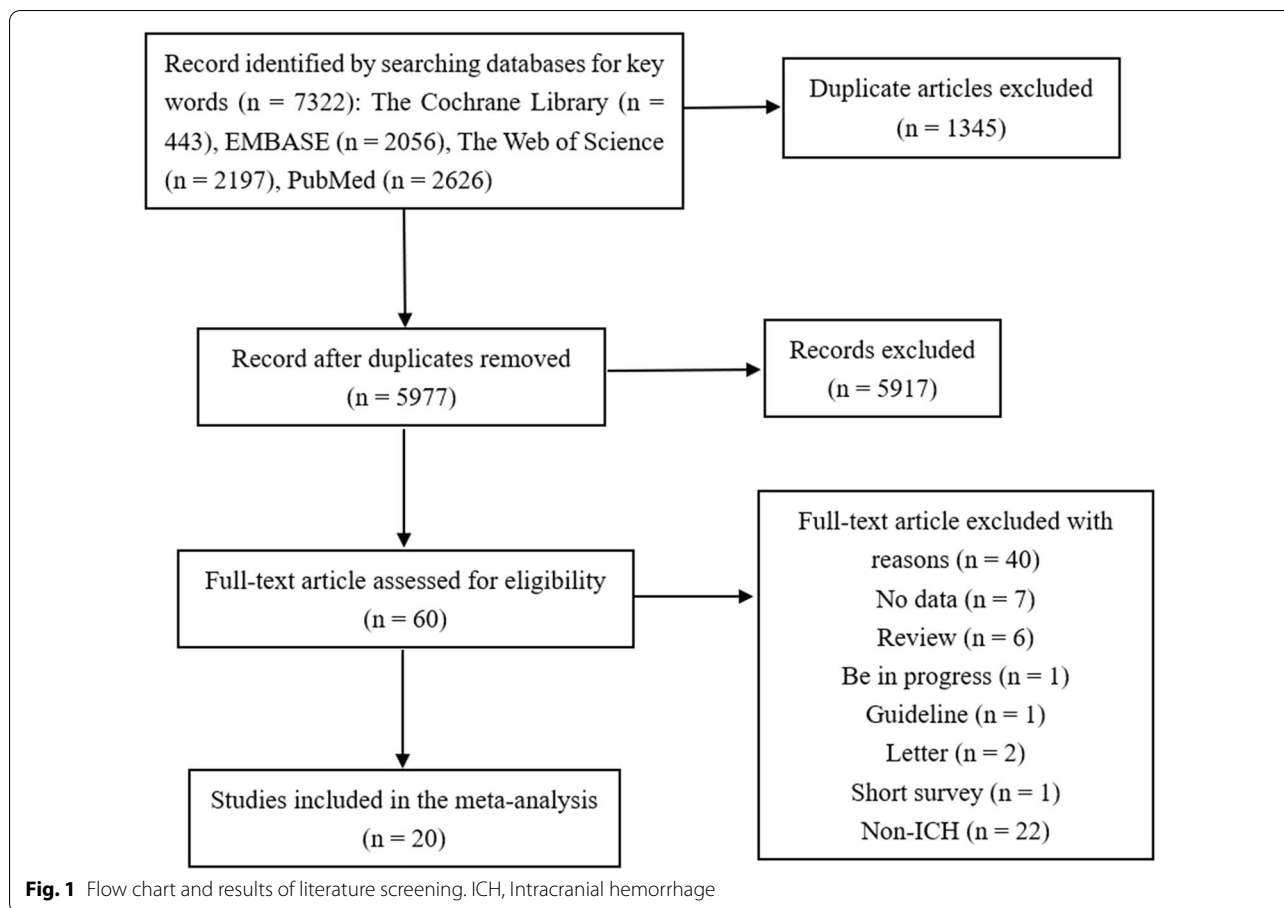 Record identified by searching databases for key
words (n = 7322): The Cochrane Library (n =
443), EMBASE (n = 2056), The Web of Science
(n = 2197), PubMed (n = 2626)
Duplicate articles excluded
(n = 1345)
Record after duplicates removed
(n = 5977)
Records excluded
(n = 5917)
Full-text article assessed for eligibility
(n = 60)
Full-text article excluded with
reasons (n = 40)
No data (n = 7)
Review (n = 6)
Be in progress (n = 1)
Guideline (n = 1)
Letter (n = 2)
Short survey (n = 1)
Non-ICH (n = 22)
Studies included in the meta-analysis
(n = 20)
Fig. 1 Flow chart and results of literature screening. ICH, Intracranial hemorrhage